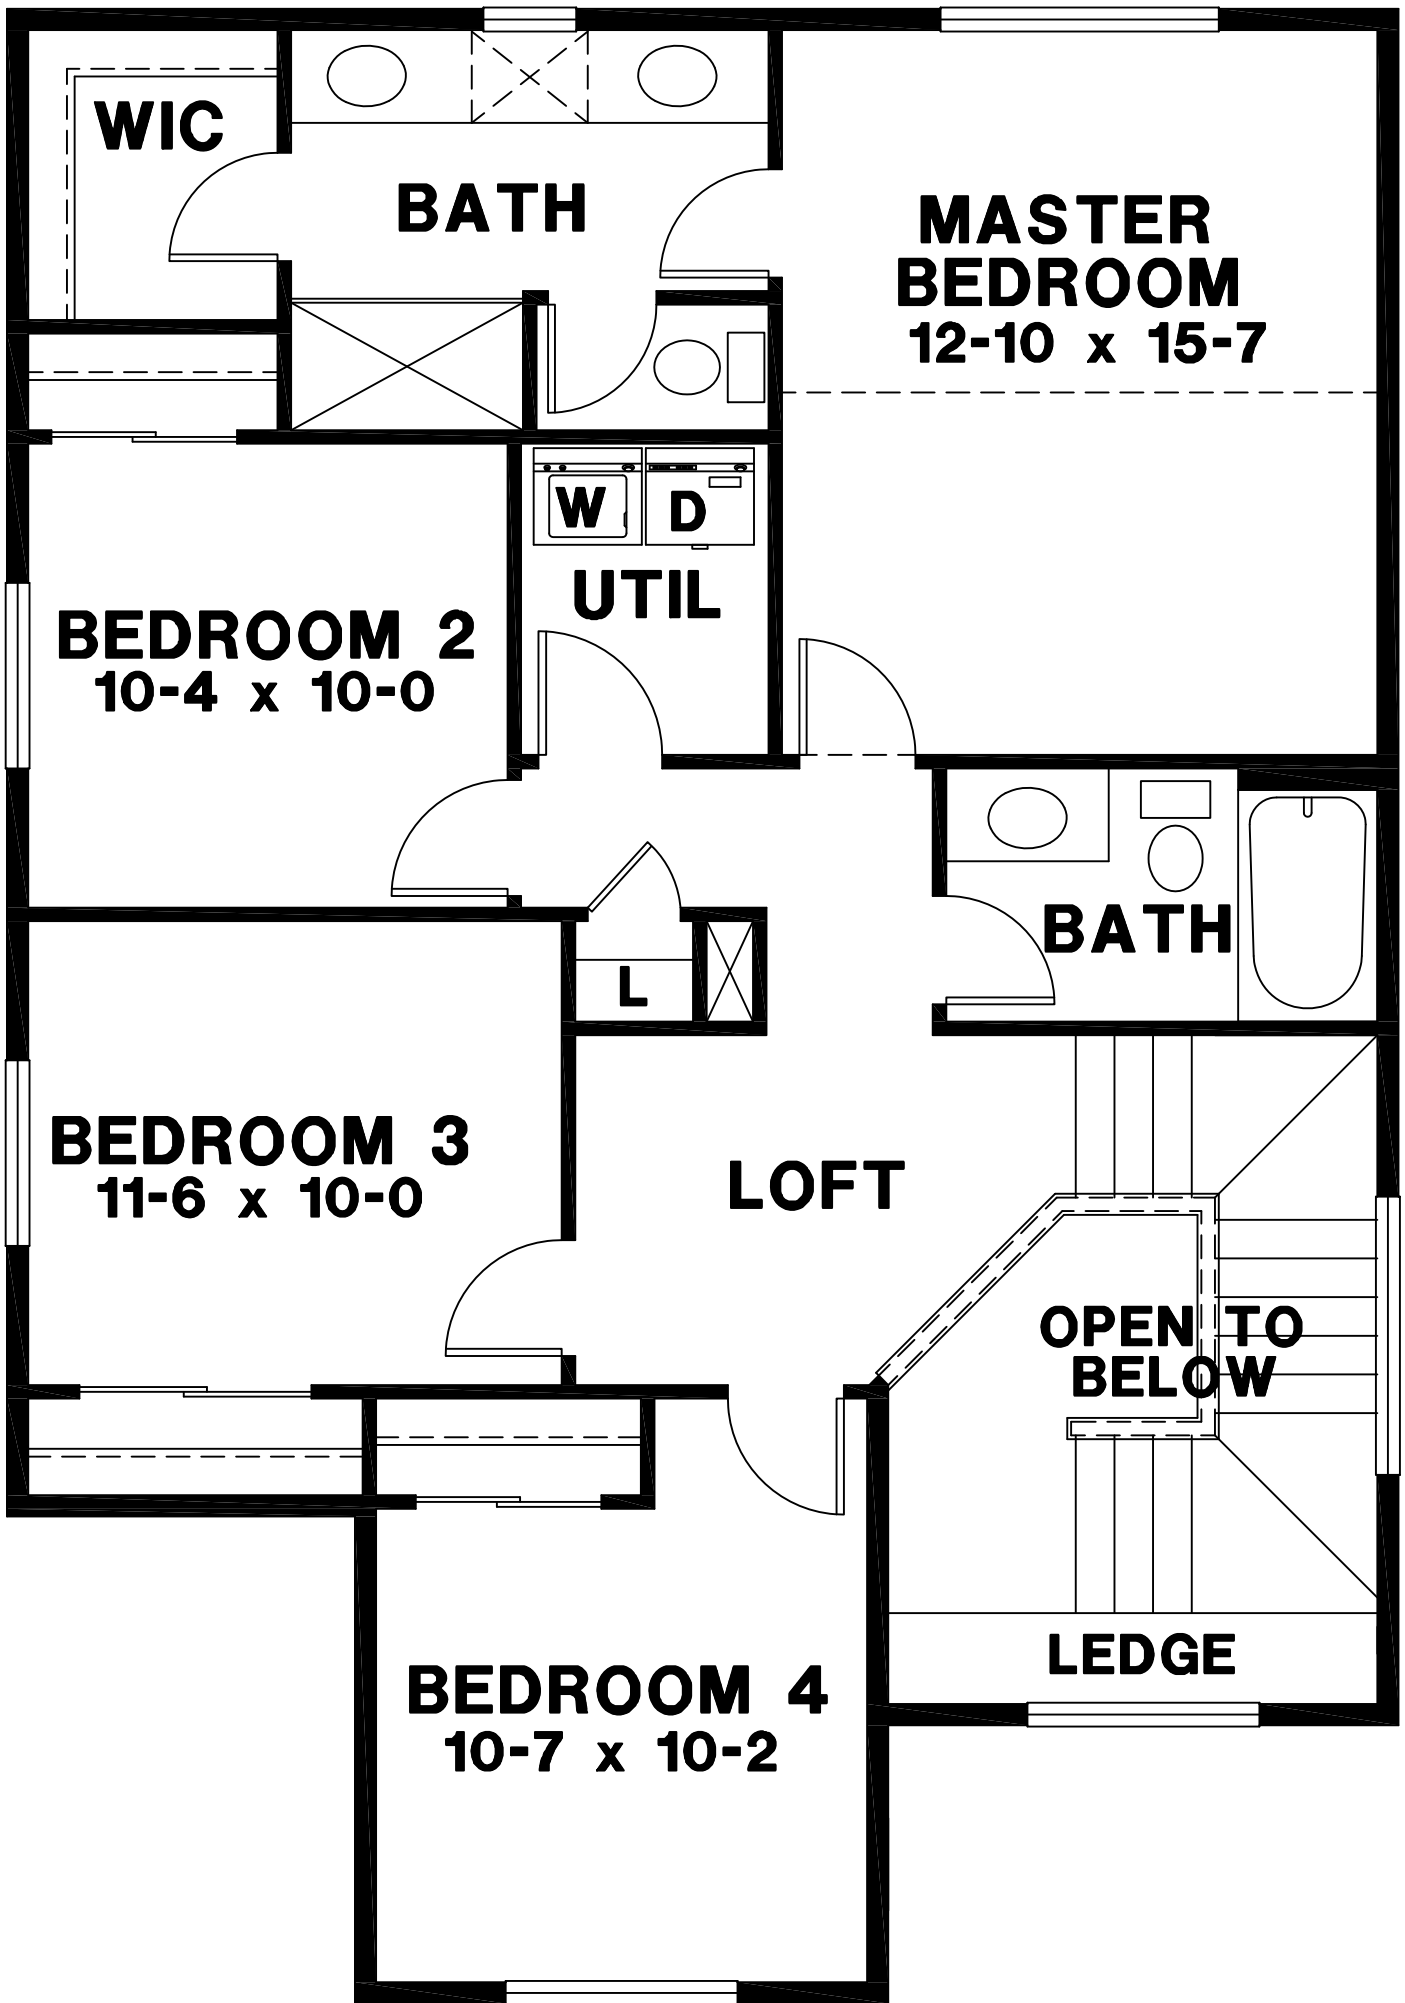 WIC
BATH
MASTER
BEDROOM
12-10 x 15-7
W
D
UTIL
BEDROOM 2
10-4 x 10-0
BATH
L
BEDROOM 3
11-6 x 10-0
LOFT
OPEN TO
BELOW
LEDGE
BEDROOM 4
10-7 x 10-2